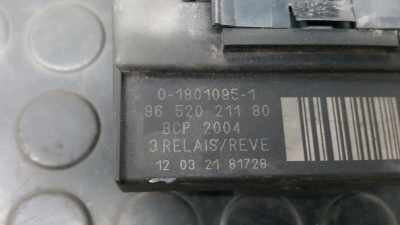 0-1801095-1
96 520 211 80
BCP 2004
3 RELAIS/REVE
12 03 21 81728